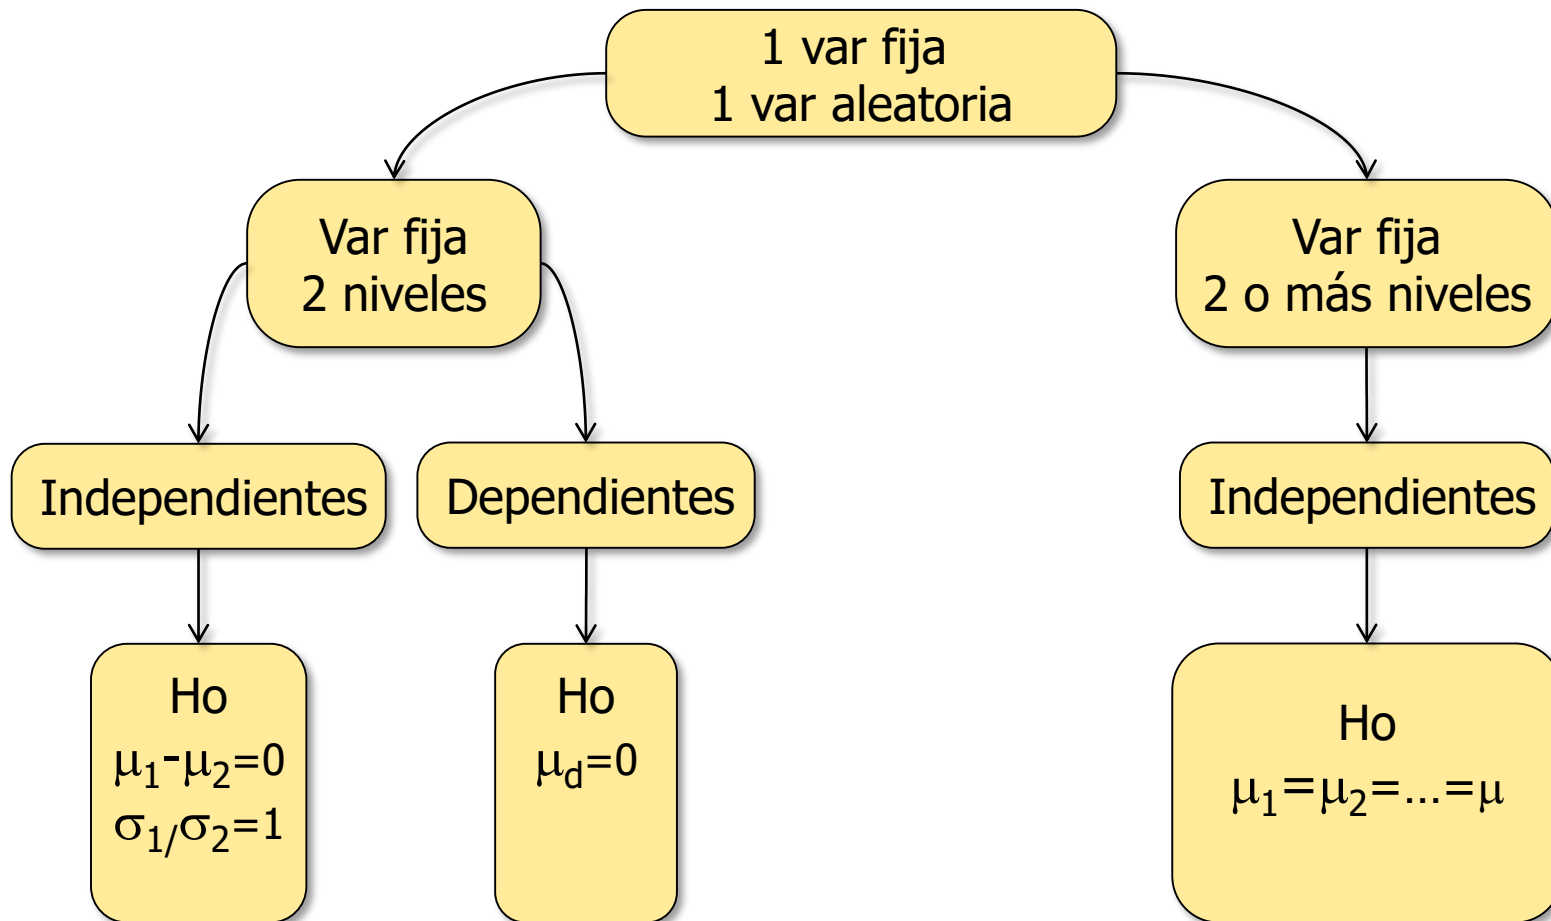 1 var fija
1 var aleatoria
Var fija
2 niveles
Var fija
2 o más niveles
Independientes
Dependientes
Independientes
Ho
μ₁-μ₂=0
σ₁/σ₂=1
Ho
μd=0
Ho
μ₁=μ₂=...=μ